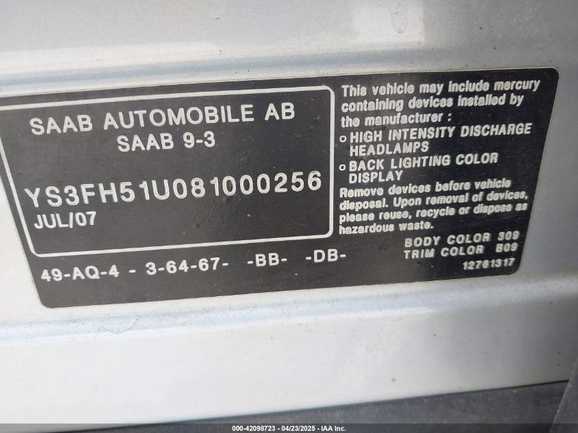 SAAB AUTOMOBILE AB
SAAB 9-3
YS3FH51U081000256
JUL/07
49-AQ-4 - 3-64-67- -BB- -DB-
This vehicle may include mercury
containing devices installed by
the manufacturer :
o HIGH INTENSITY DISCHARGE
HEADLAMPS
o BACK LIGHTING COLOR
DISPLAY
Remove devices before vehicle
disposal. Upon removal of devices,
please reuse, recycle or dispose as
hazardous waste.
BODY COLOR 309
TRIM COLOR B09
12781317
000-42098723 - 04/23/2025 - IAA Inc.